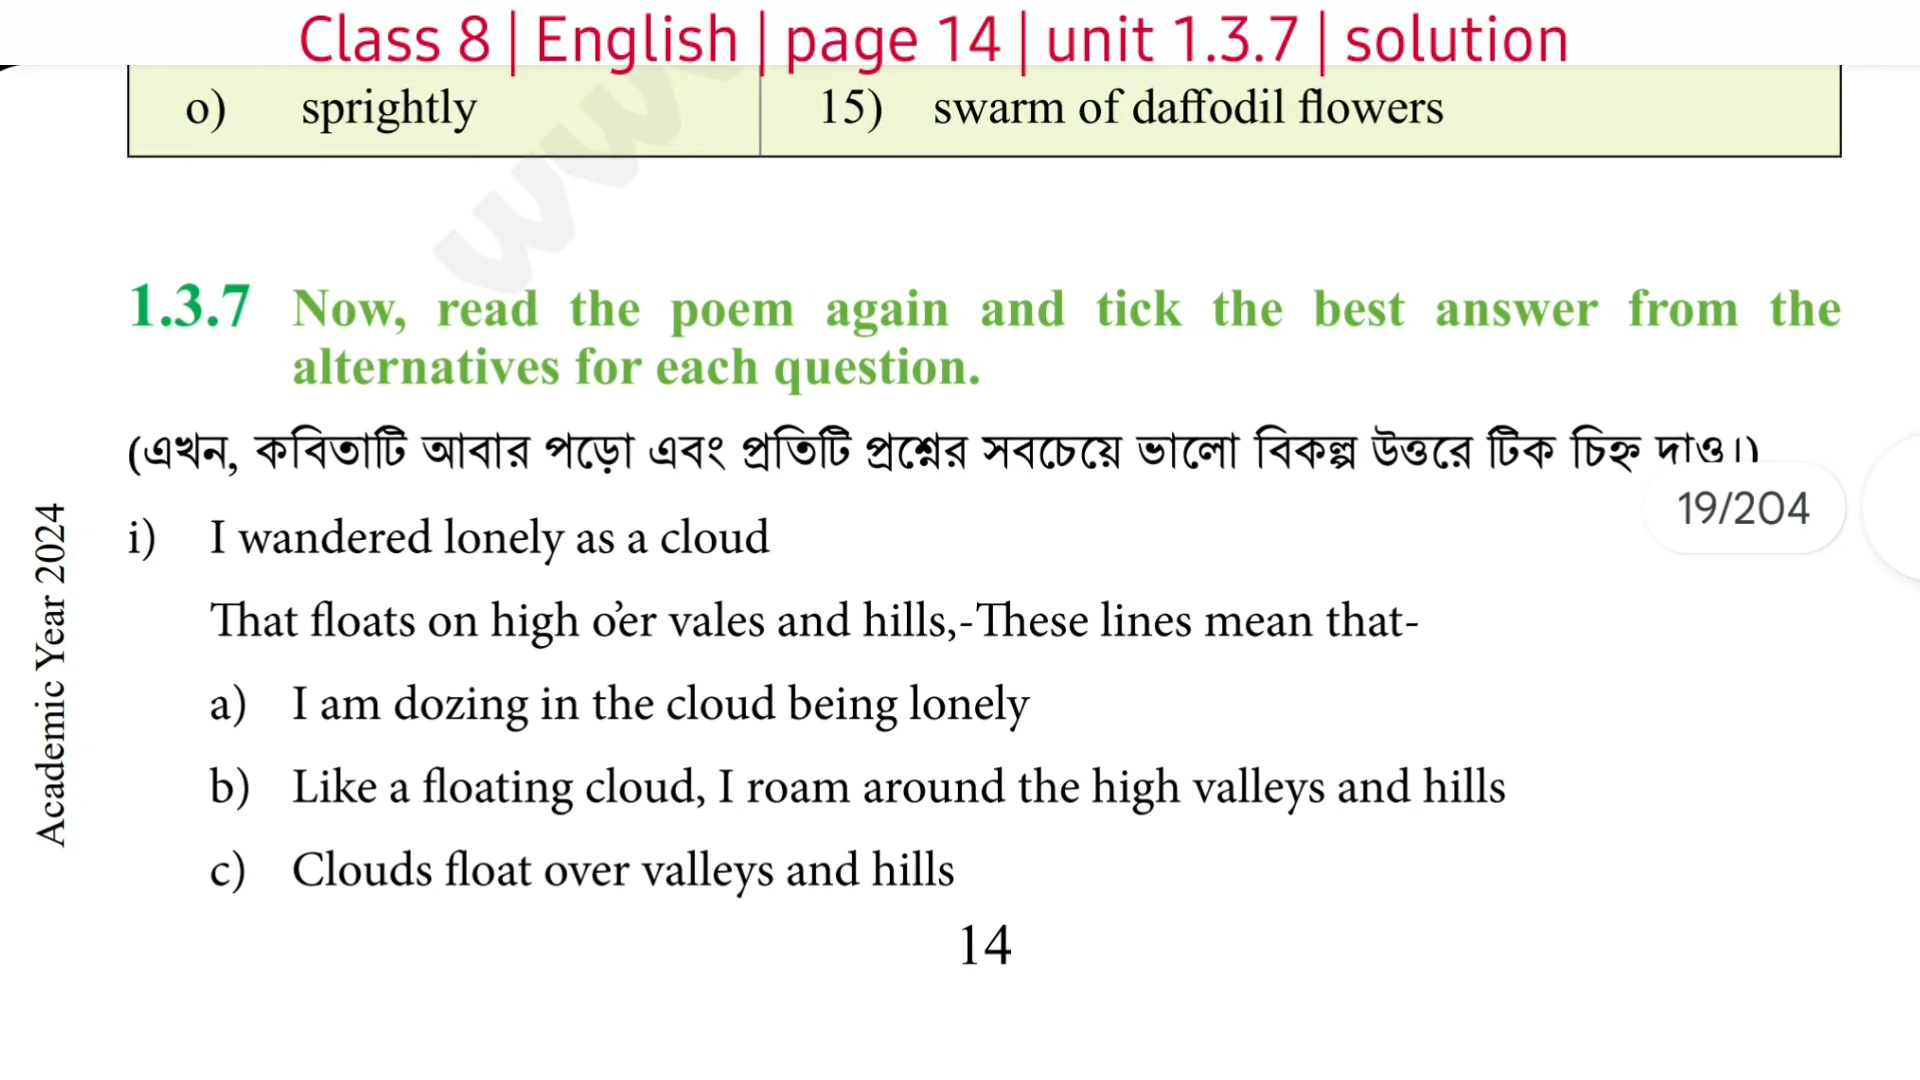 Class 8 | English | page 14 | unit 1.3.7 | solution
o) sprightly 15) swarm of daffodil flowers
www
1.3.7 Now, read the poem again and tick the best answer from the
alternatives for each question.
(এখন, কবিতাটি আবার পড়ো এবং প্রতিটি প্রশ্নের সবচেয়ে ভালো বিকল্প উত্তরে টিক চিহ্ন দাও।)
19/204
i) I wandered lonely as a cloud
That floats on high o’er vales and hills,-These lines mean that-
a) I am dozing in the cloud being lonely
b) Like a floating cloud, I roam around the high valleys and hills
c) Clouds float over valleys and hills
14
Academic Year 2024